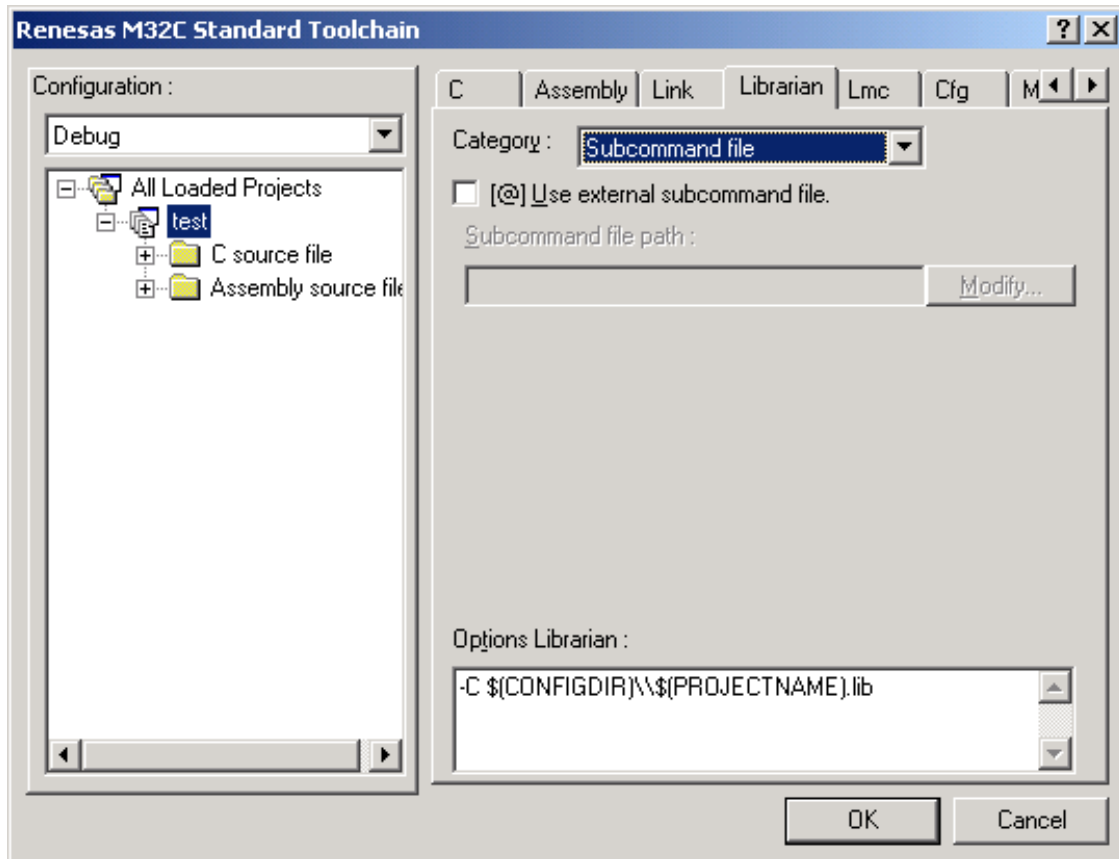 Renesas M32C Standard Toolchain
Configuration :
Debug
All Loaded Projects
test
C source file
Assembly source file
C Assembly Link Librarian Lmc Cfg M
Category : Subcommand file
[@] Use external subcommand file.
Subcommand file path :
Modify...
Options Librarian :
-C $(CONFIGDIR)\\$(PROJECTNAME).lib
OK Cancel